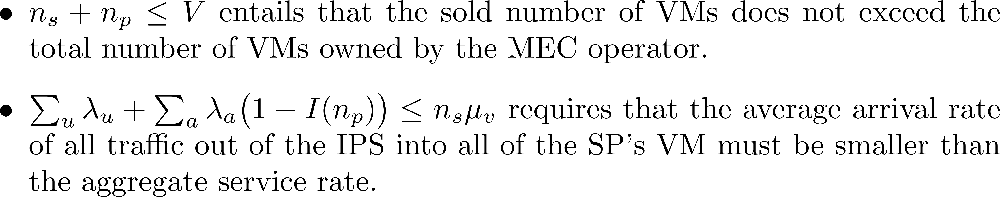 • $n_s + n_p \leq V$ entails that the sold number of VMs does not exceed the
total number of VMs owned by the MEC operator.
• $\sum_u \lambda_u + \sum_a \lambda_a \big(1 - I(n_p)\big) \leq n_s \mu_v$ requires that the average arrival rate
of all traffic out of the IPS into all of the SP's VM must be smaller than
the aggregate service rate.